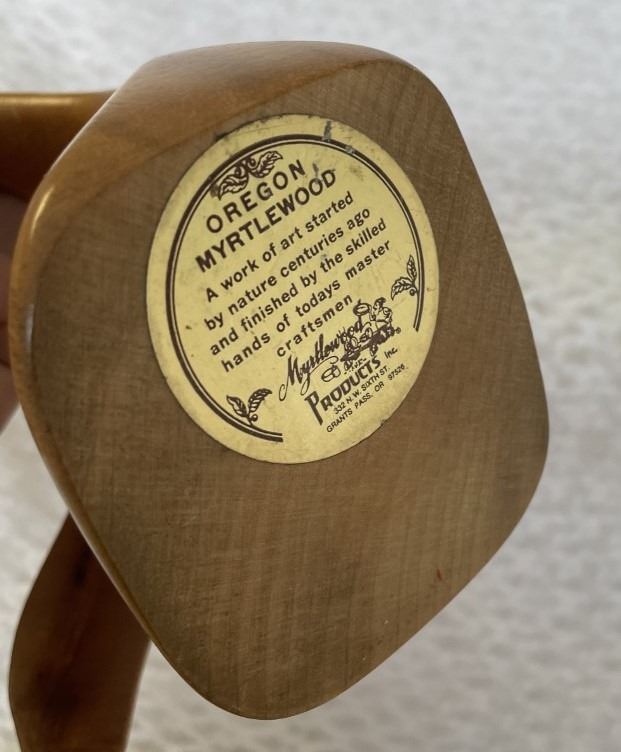 OREGON
MYRTLEWOOD
A work of art started
by nature centuries ago
and finished by the skilled
hands of todays master
craftsmen
Myrtlewood
PRODUCTS Inc.
332 N.W. SIXTH ST.
GRANTS PASS, OR 97526